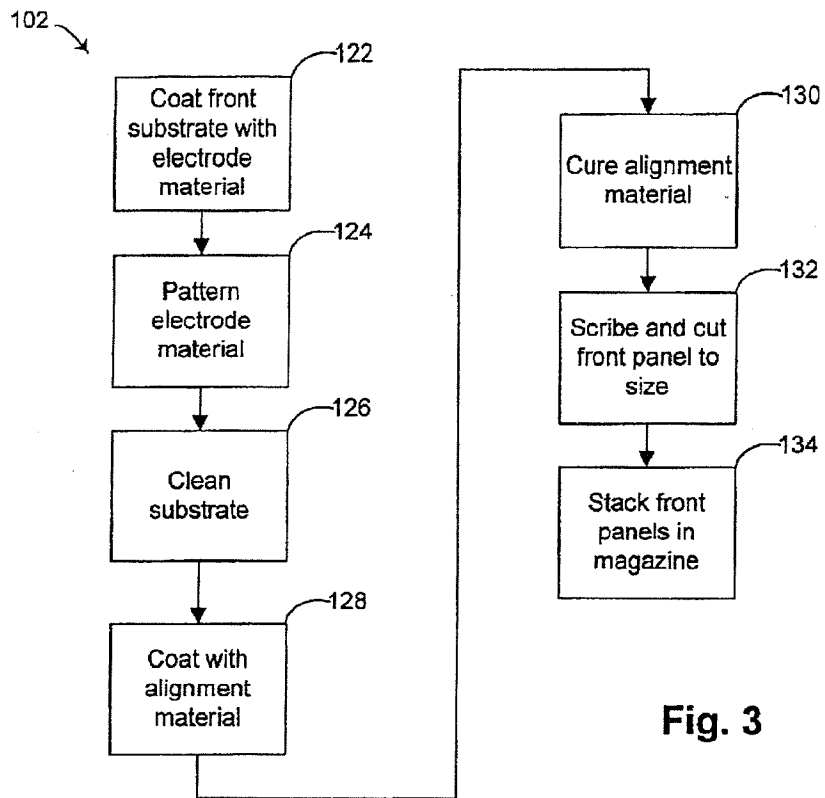 102
122
Coat front
substrate with
electrode
material
124
Pattern
electrode
material
126
Clean
substrate
128
Coat with
alignment
material
130
Cure alignment
material
132
Scribe and cut
front panel to
size
134
Stack front
panels in
magazine
Fig. 3